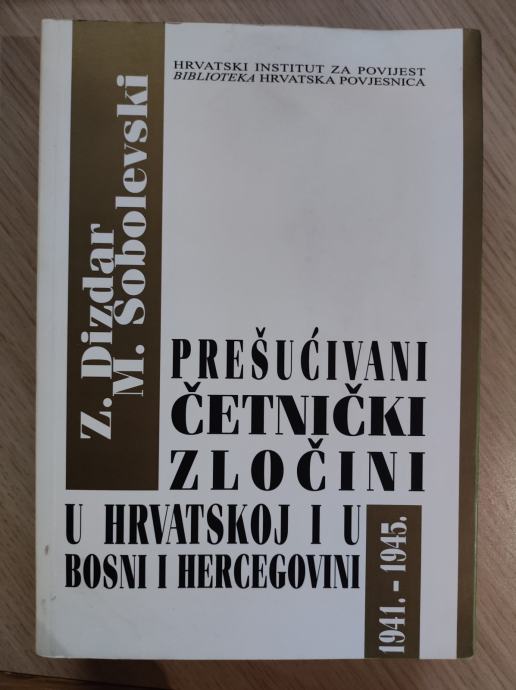 HRVATSKI INSTITUT ZA POVIJEST
BIBLIOTEKA HRVATSKA POVJESNICA
Z. Dizdar
M. Sobolevski
PREŠUĆIVANI
ČETNIČKI
ZLOČINI
U HRVATSKOJ I U
BOSNI I HERCEGOVINI
1941. – 1945.